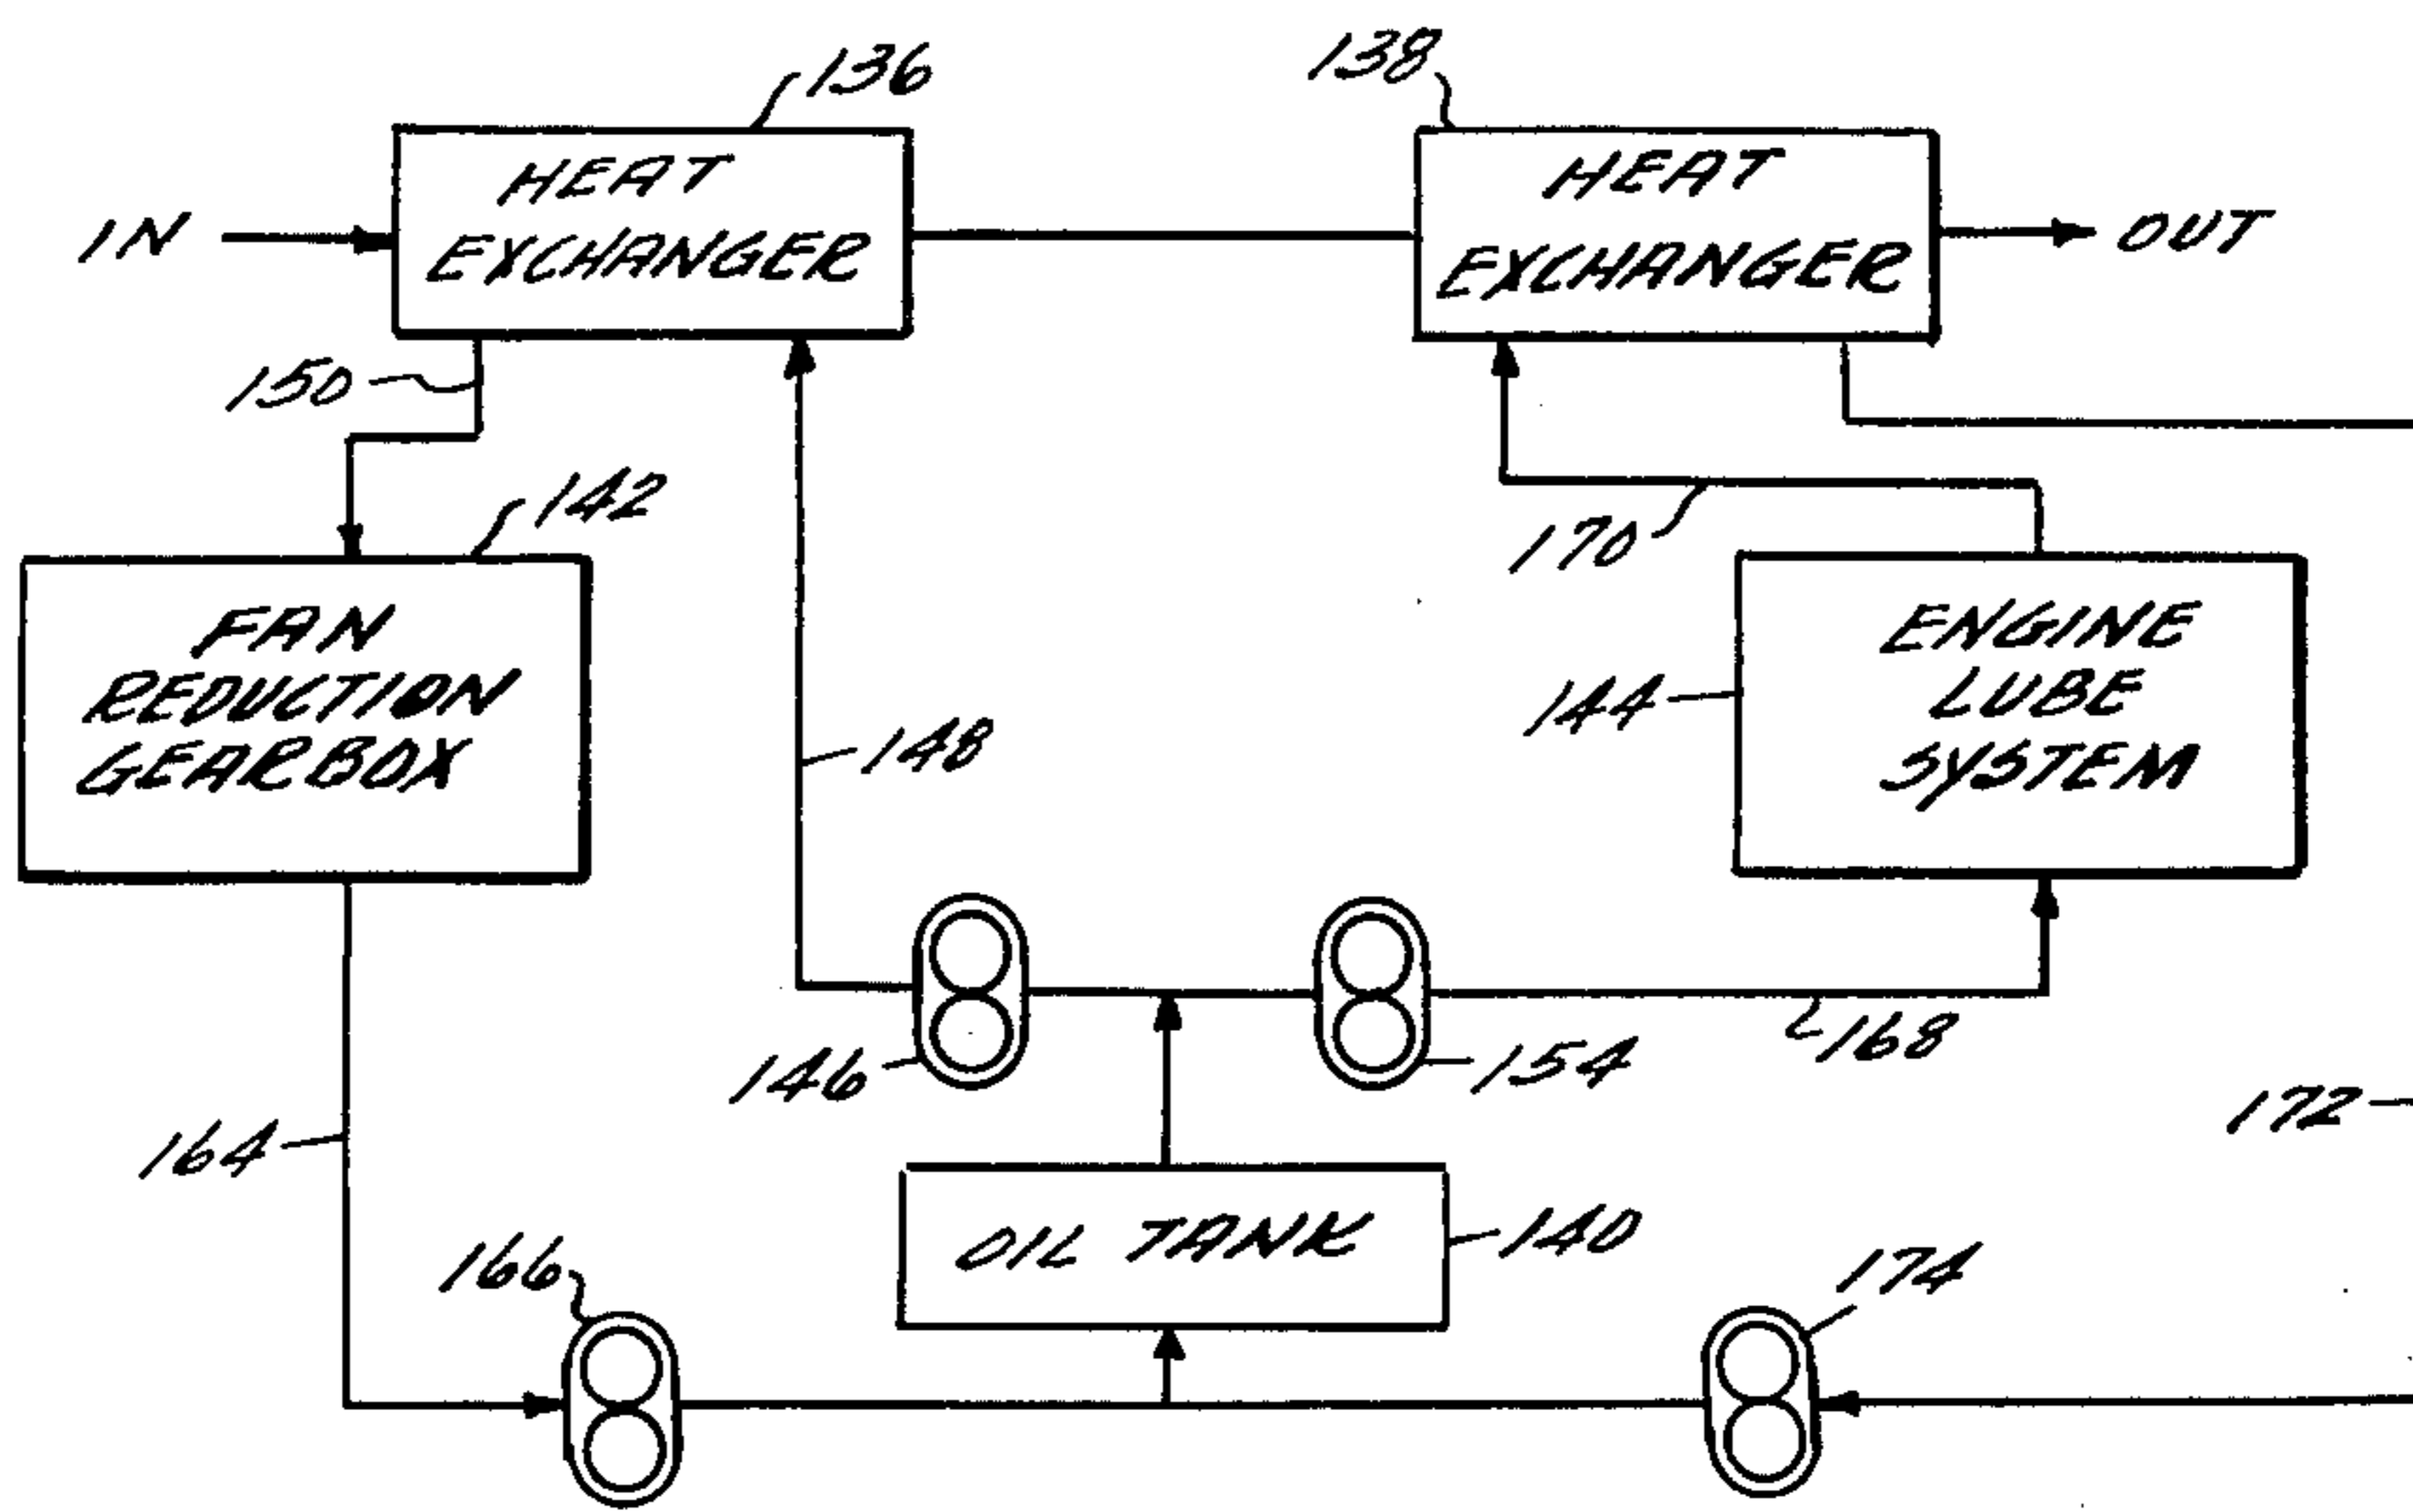 136
138
HEAT
EXCHANGER
HEAT
EXCHANGER
IN
OUT
150
142
170
FAN
REDUCTION
GEARBOX
ENGINE
LUBE
SYSTEM
144
148
146
154
168
172
164
166
OIL TANK
140
174